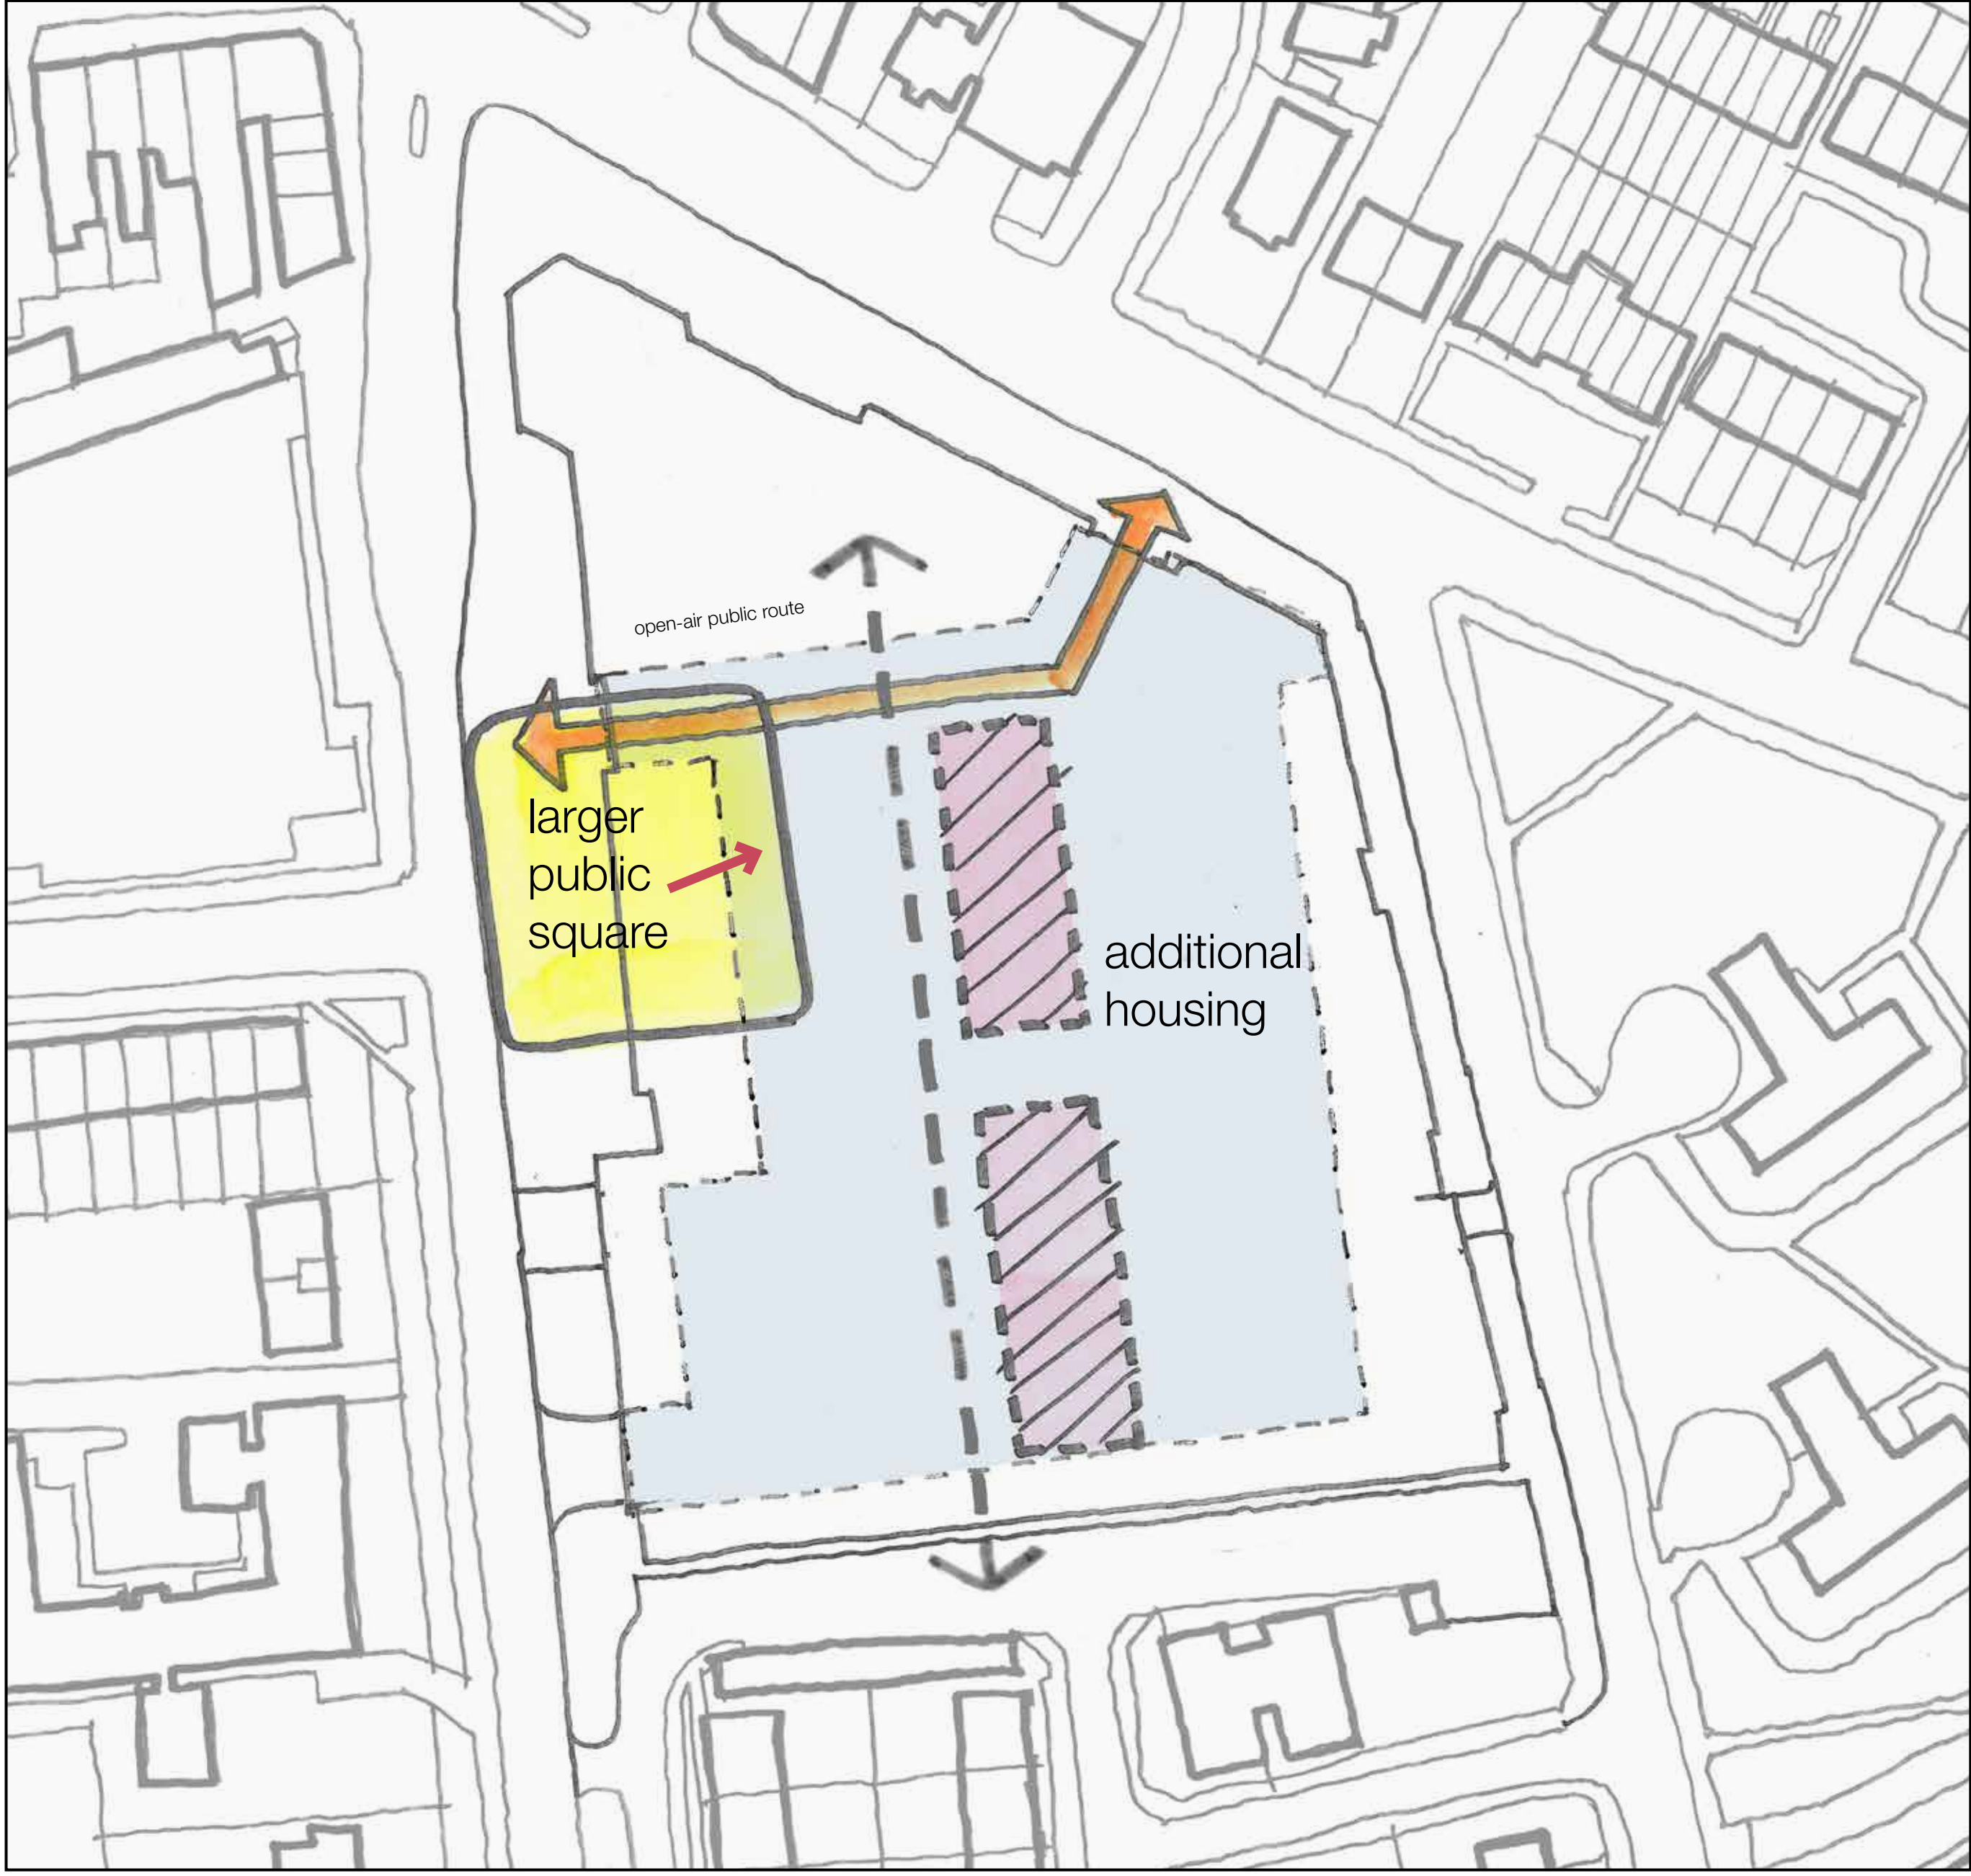 open-air public route
larger
public
square
additional
housing